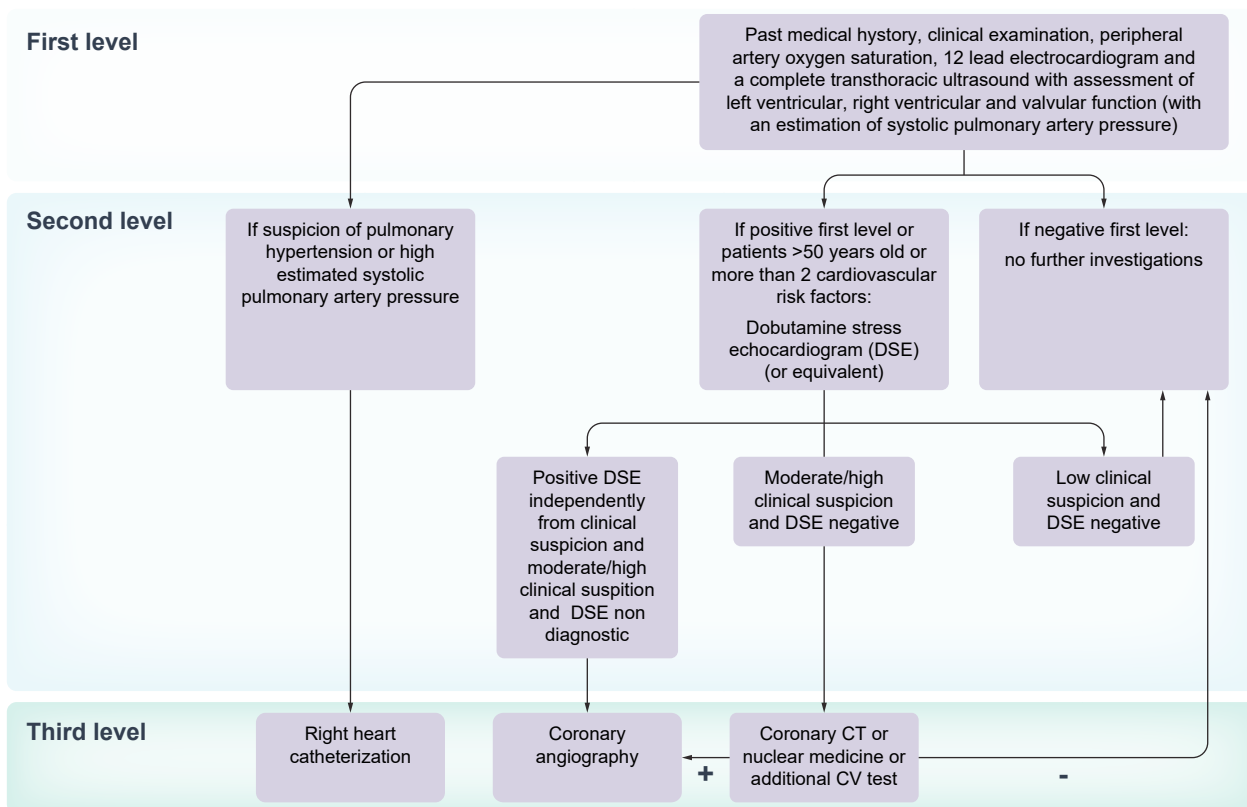 First level
Past medical hystory, clinical examination, peripheral
artery oxygen saturation, 12 lead electrocardiogram and
a complete transthoracic ultrasound with assessment of
left ventricular, right ventricular and valvular function (with
an estimation of systolic pulmonary artery pressure)
Second level
If suspicion of pulmonary
hypertension or high
estimated systolic
pulmonary artery pressure
If positive first level or
patients >50 years old or
more than 2 cardiovascular
risk factors:
Dobutamine stress
echocardiogram (DSE)
(or equivalent)
If negative first level:
no further investigations
Positive DSE
independently
from clinical
suspicion and
moderate/high
clinical suspition
and DSE non
diagnostic
Moderate/high
clinical suspicion
and DSE negative
Low clinical
suspicion and
DSE negative
Third level
Right heart
catheterization
Coronary
angiography
+
Coronary CT or
nuclear medicine or
additional CV test
-